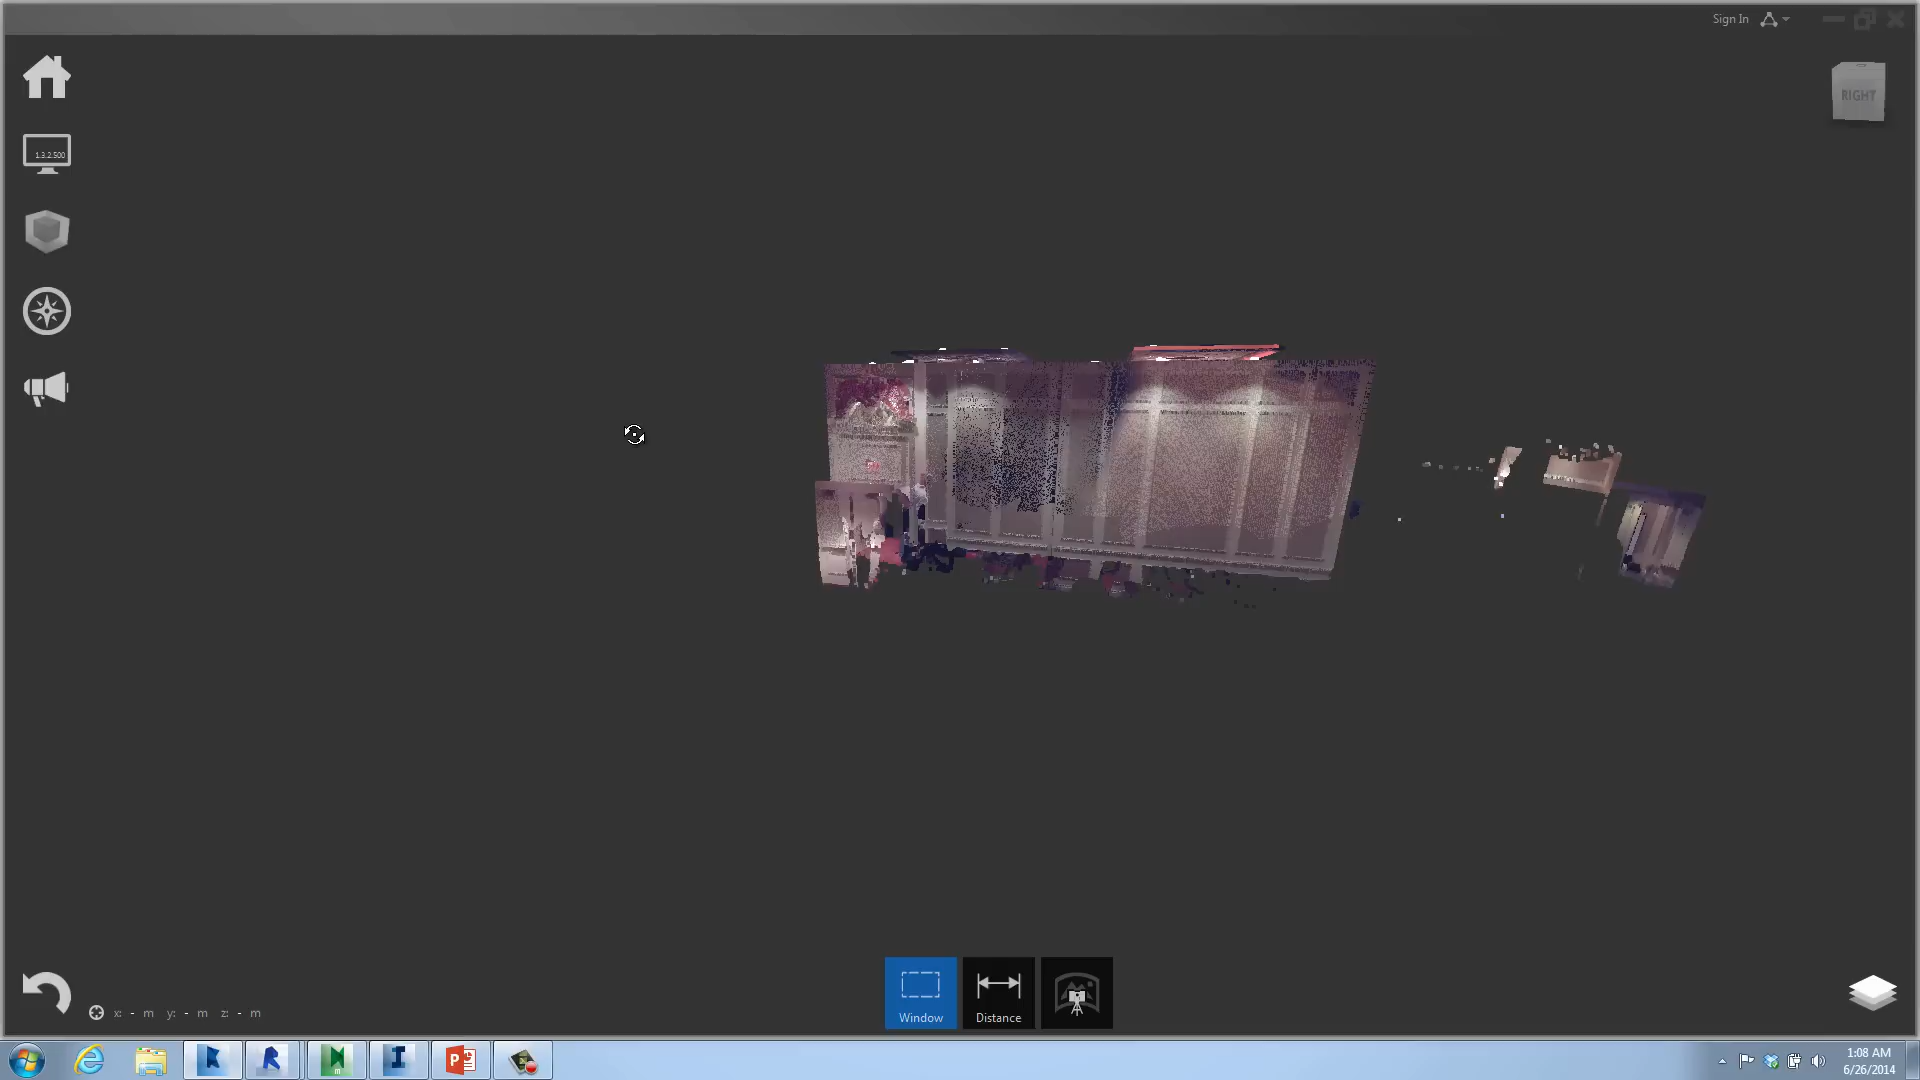 Sign In
RIGHT
1.3.2.500
x: - m y: - m z: - m
Window
Distance
m
1:08 AM
6/26/2014